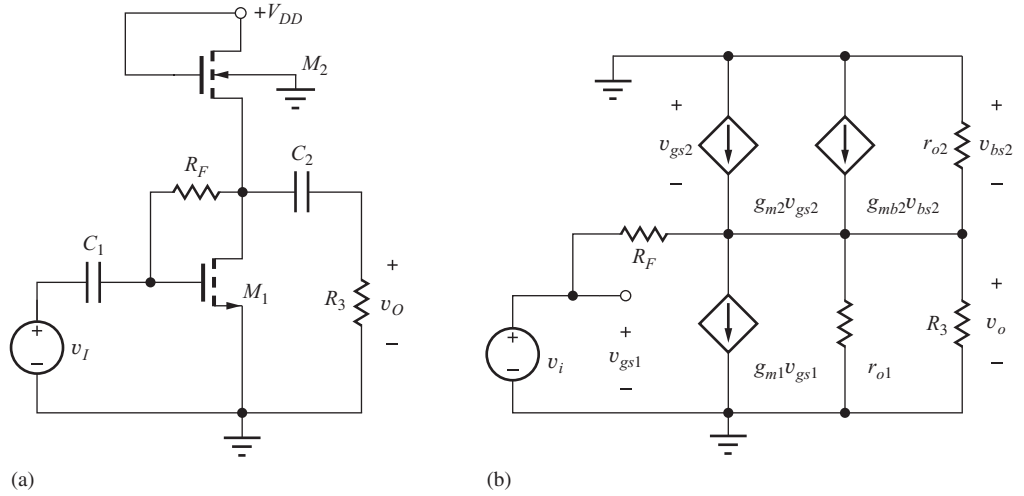 +V_DD
M_2
C_2
R_F
C_1
M_1
R_3
+
v_O
−
+
−
v_I
(a)
+
v_gs2
−
g_m2v_gs2
g_mb2v_bs2
r_o2
+
v_bs2
−
R_F
+
−
v_i
+
v_gs1
−
g_m1v_gs1
r_o1
R_3
+
v_o
−
(b)